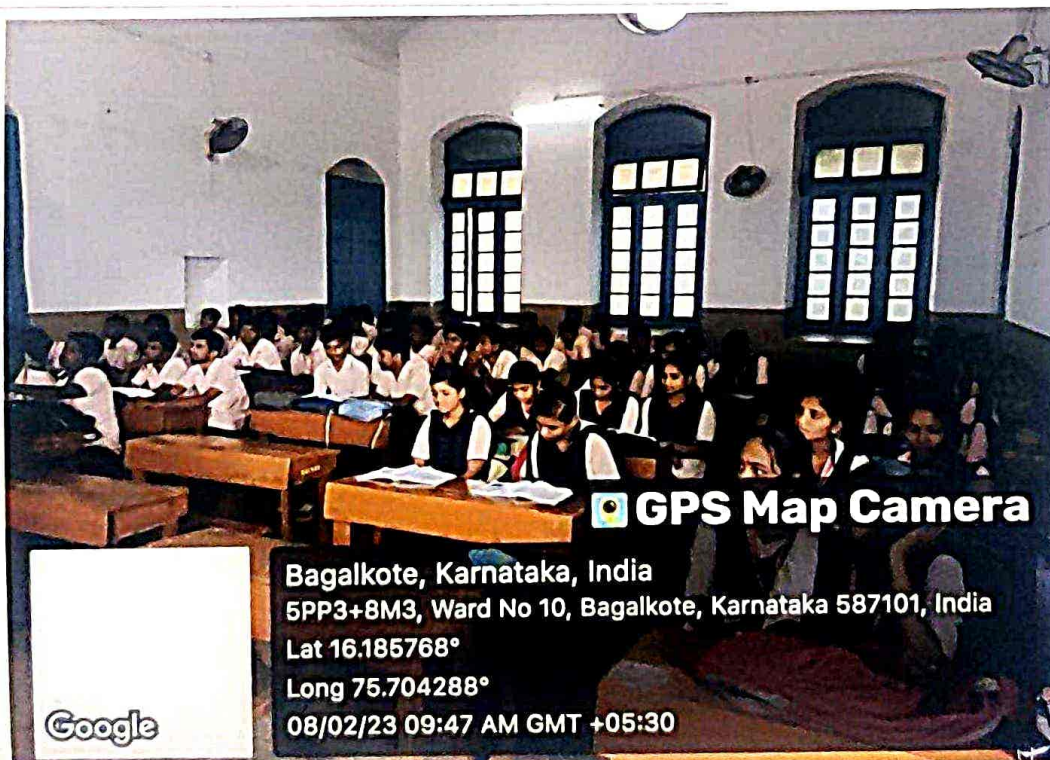 GPS Map Camera
Bagalkote, Karnataka, India
5PP3+8M3, Ward No 10, Bagalkote, Karnataka 587101, India
Lat 16.185768°
Long 75.704288°
08/02/23 09:47 AM GMT +05:30
Google